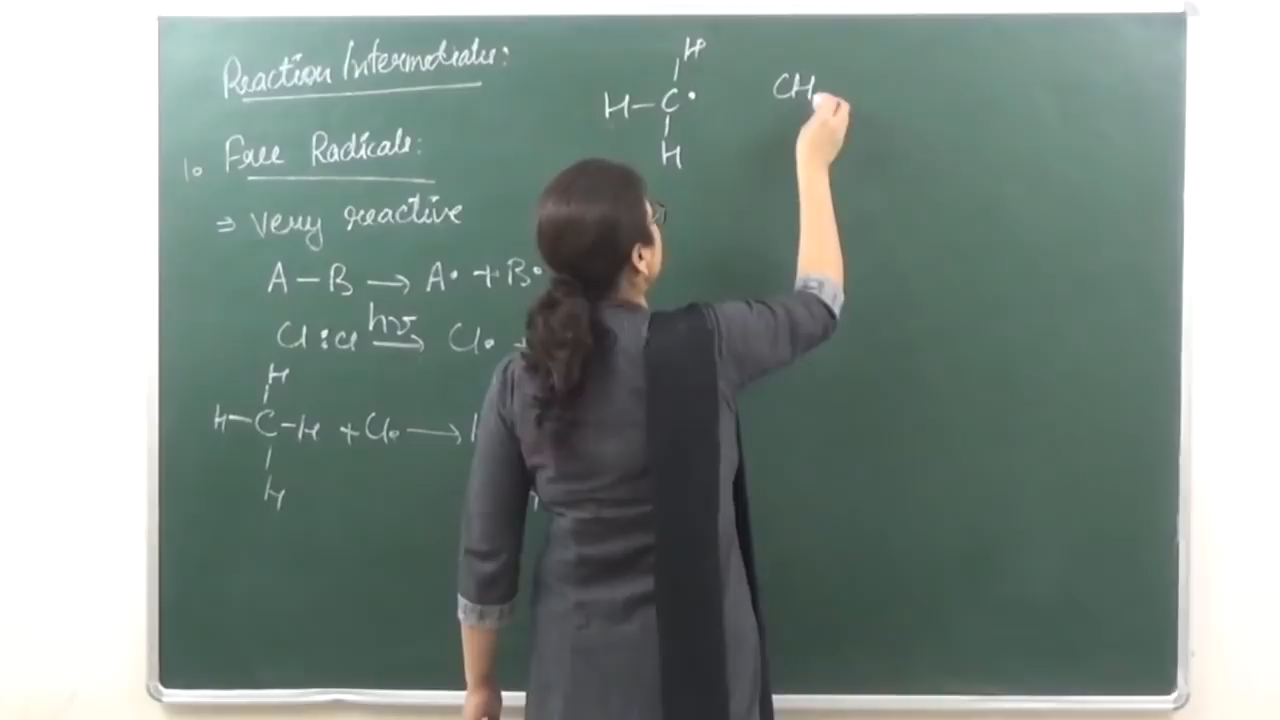 Reaction Intermediates:
1. Free Radicals:
⇒ Very reactive
A—B → A• + B•
Cl:Cl hν → Cl• +
H
H—C—H + Cl• →
H
H
H—C•
H
CH